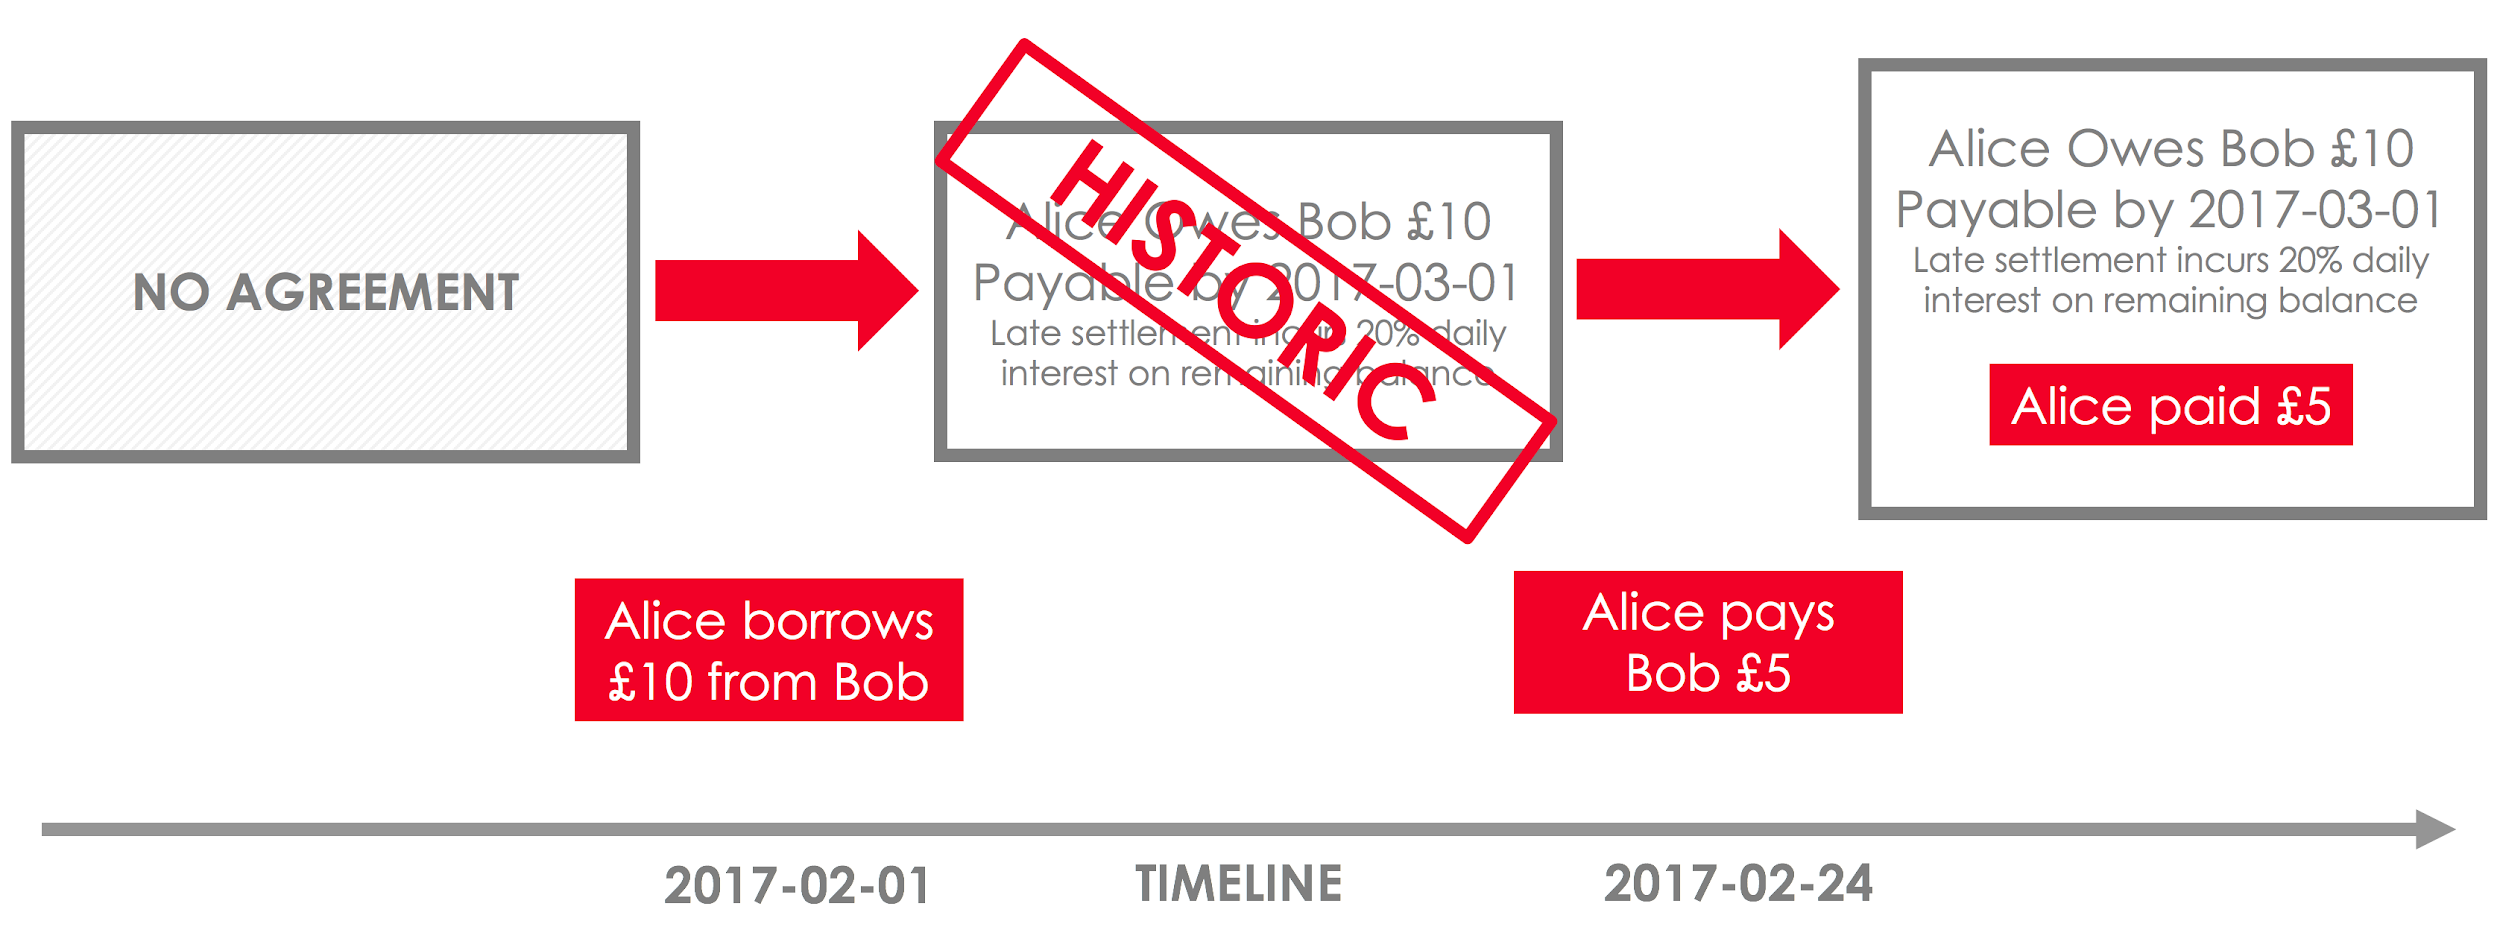 NO AGREEMENT
Alice Owes Bob £10
Payable by 2017-03-01
Late settlement incurs 20% daily
interest on remaining balance
HISTORIC
Alice Owes Bob £10
Payable by 2017-03-01
Late settlement incurs 20% daily
interest on remaining balance
Alice paid £5
Alice borrows
£10 from Bob
Alice pays
Bob £5
2017-02-01
TIMELINE
2017-02-24